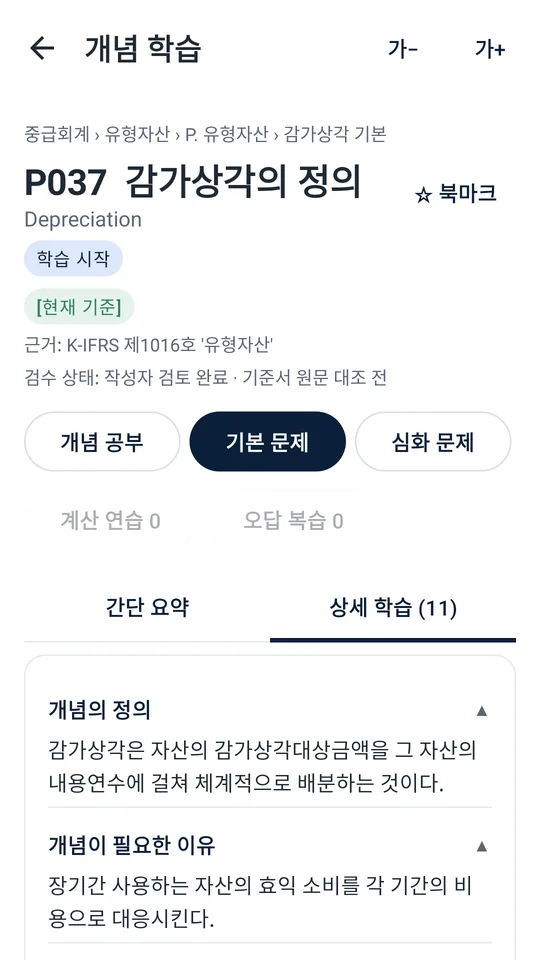 ← 개념 학습 가- 가+
중급회계 › 유형자산 › P. 유형자산 › 감가상각 기본
P037 감가상각의 정의
☆ 북마크
Depreciation
학습 시작
[현재 기준]
근거: K-IFRS 제1016호 '유형자산'
검수 상태: 작성자 검토 완료 · 기준서 원문 대조 전
개념 공부 기본 문제 심화 문제
계산 연습 0 오답 복습 0
간단 요약 상세 학습 (11)
개념의 정의 ▲
감가상각은 자산의 감가상각대상금액을 그 자산의
내용연수에 걸쳐 체계적으로 배분하는 것이다.
개념이 필요한 이유 ▲
장기간 사용하는 자산의 효익 소비를 각 기간의 비
용으로 대응시킨다.